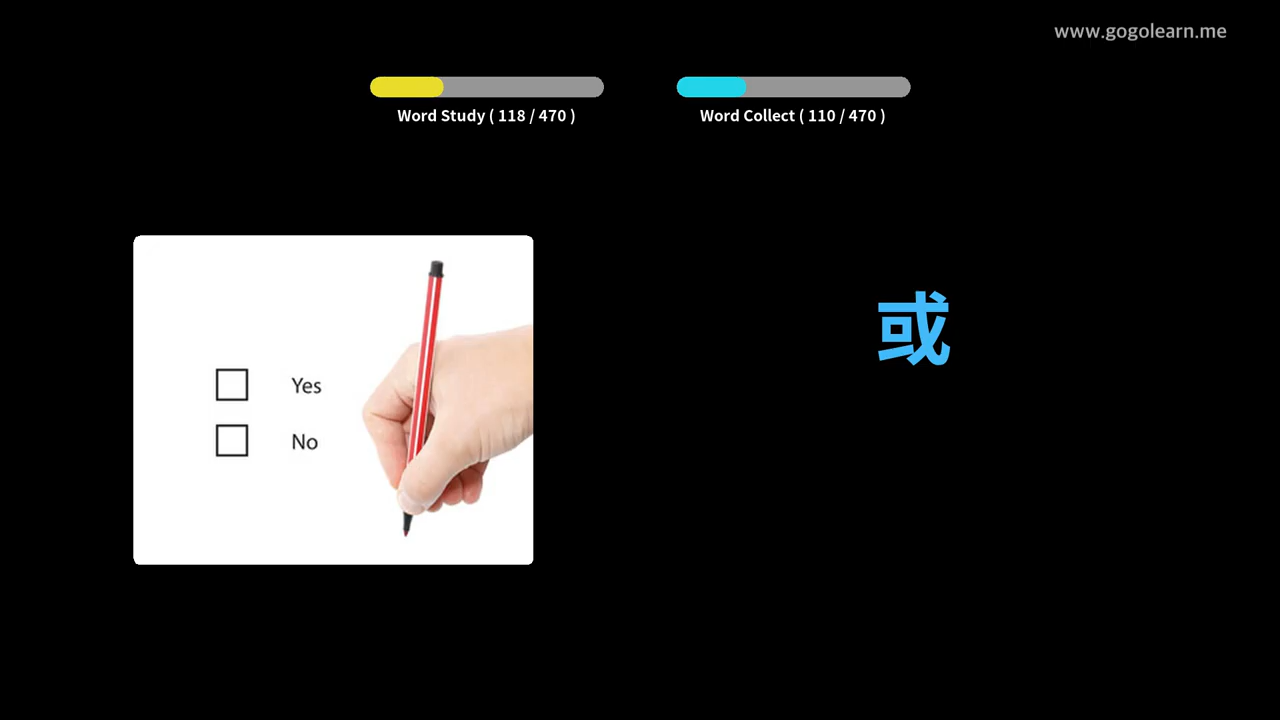 www.gogolearn.me
Word Study ( 118 / 470 )
Word Collect ( 110 / 470 )
或
Yes
No